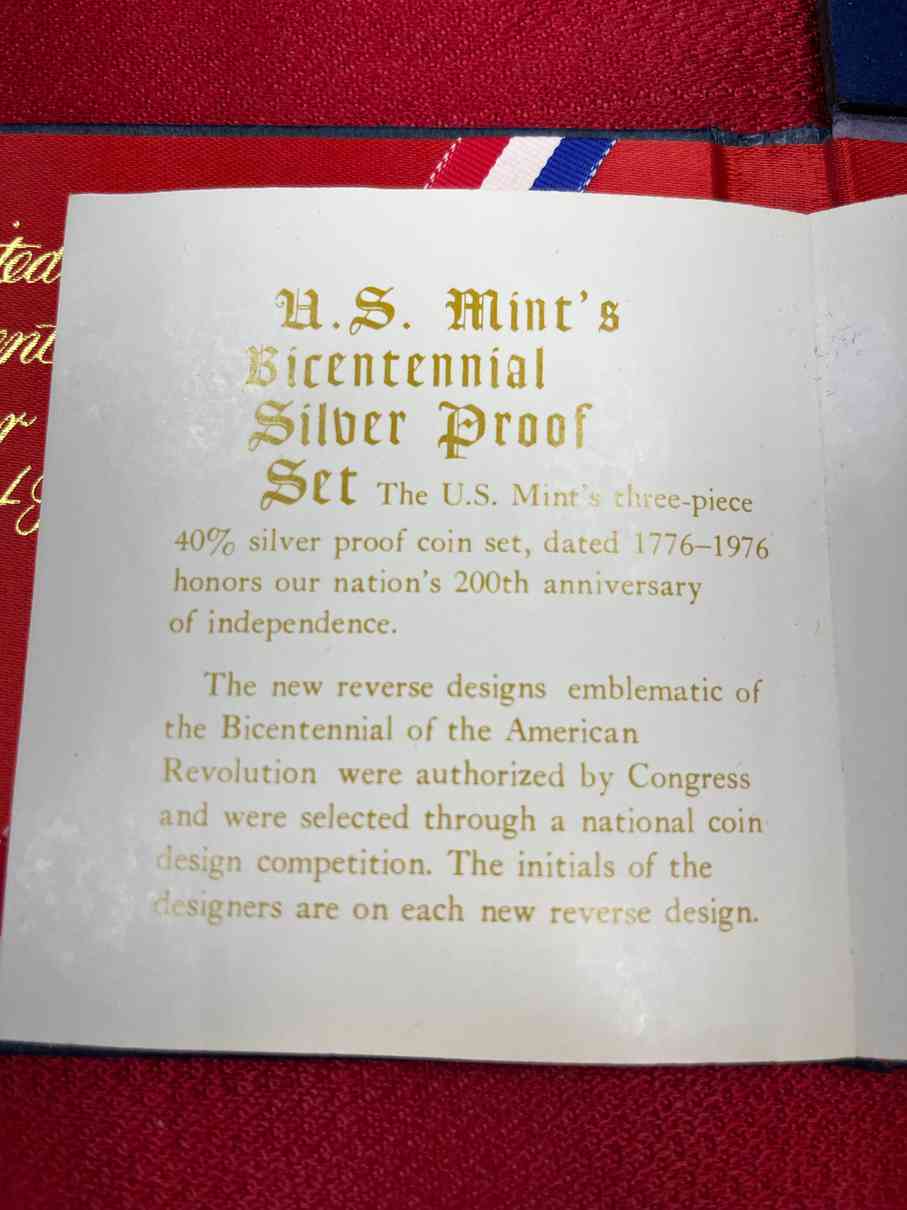 U.S. Mint's
Bicentennial
Silver Proof
Set The U.S. Mint's three-piece
40% silver proof coin set, dated 1776–1976
honors our nation's 200th anniversary
of independence.
The new reverse designs emblematic of
the Bicentennial of the American
Revolution were authorized by Congress
and were selected through a national coin
design competition. The initials of the
designers are on each new reverse design.